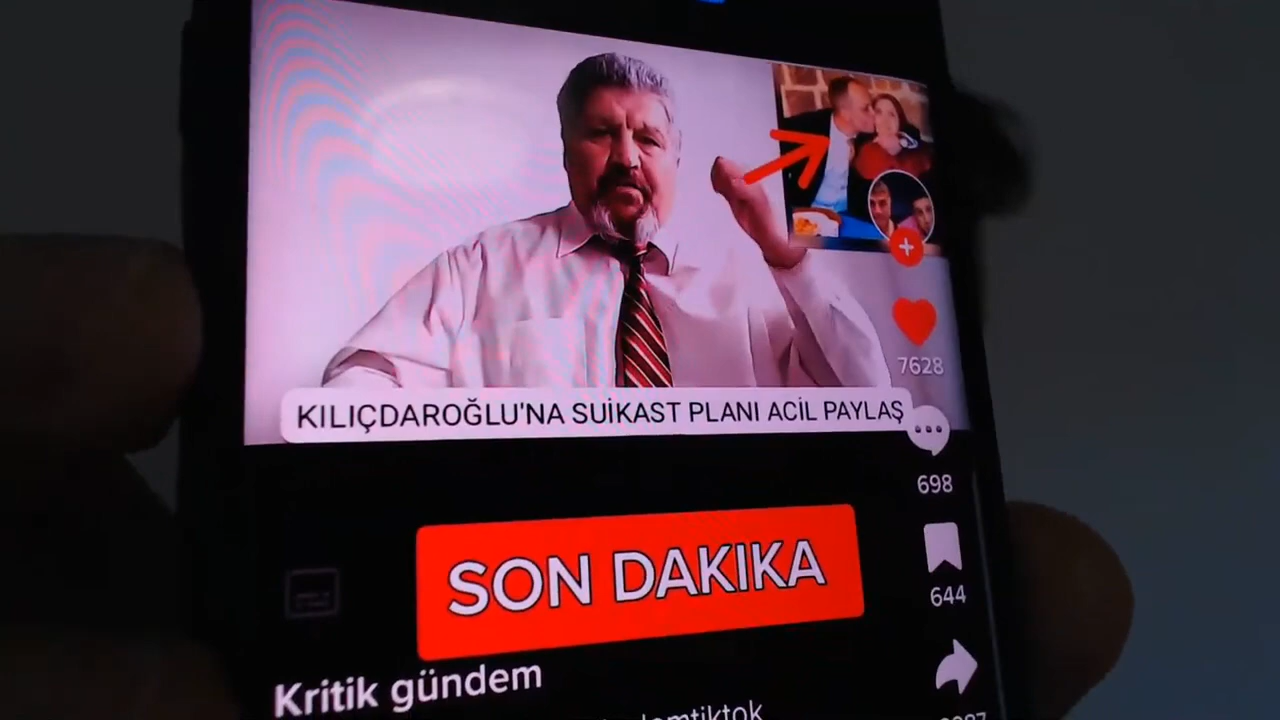 7628
KILIÇDAROĞLU'NA SUİKAST PLANI ACİL PAYLAŞ
698
SON DAKIKA
644
Kritik gündem